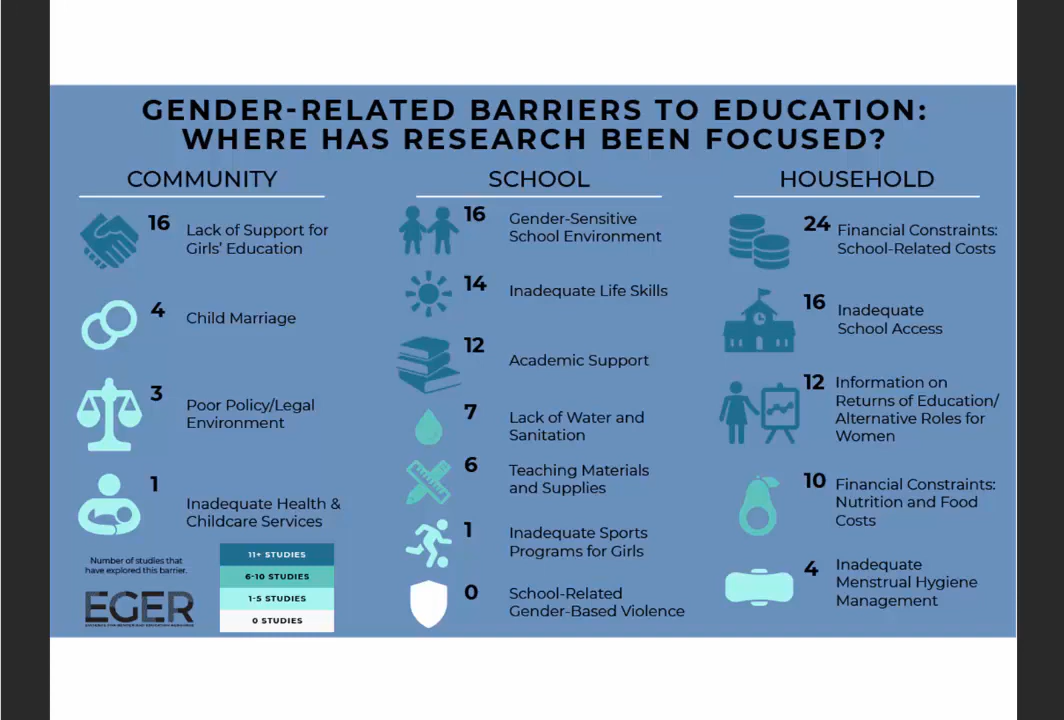 GENDER-RELATED BARRIERS TO EDUCATION:
WHERE HAS RESEARCH BEEN FOCUSED?
COMMUNITY
16
Lack of Support for
Girls' Education
4
Child Marriage
3
Poor Policy/Legal
Environment
1
Inadequate Health &
Childcare Services
Number of studies that
have explored this barrier.
EGER
11+ STUDIES
6-10 STUDIES
1-5 STUDIES
0 STUDIES
SCHOOL
16
Gender-Sensitive
School Environment
14
Inadequate Life Skills
12
Academic Support
7
Lack of Water and
Sanitation
6
Teaching Materials
and Supplies
1
Inadequate Sports
Programs for Girls
0
School-Related
Gender-Based Violence
HOUSEHOLD
24
Financial Constraints:
School-Related Costs
16
Inadequate
School Access
12
Information on
Returns of Education/
Alternative Roles for
Women
10
Financial Constraints:
Nutrition and Food
Costs
4
Inadequate
Menstrual Hygiene
Management